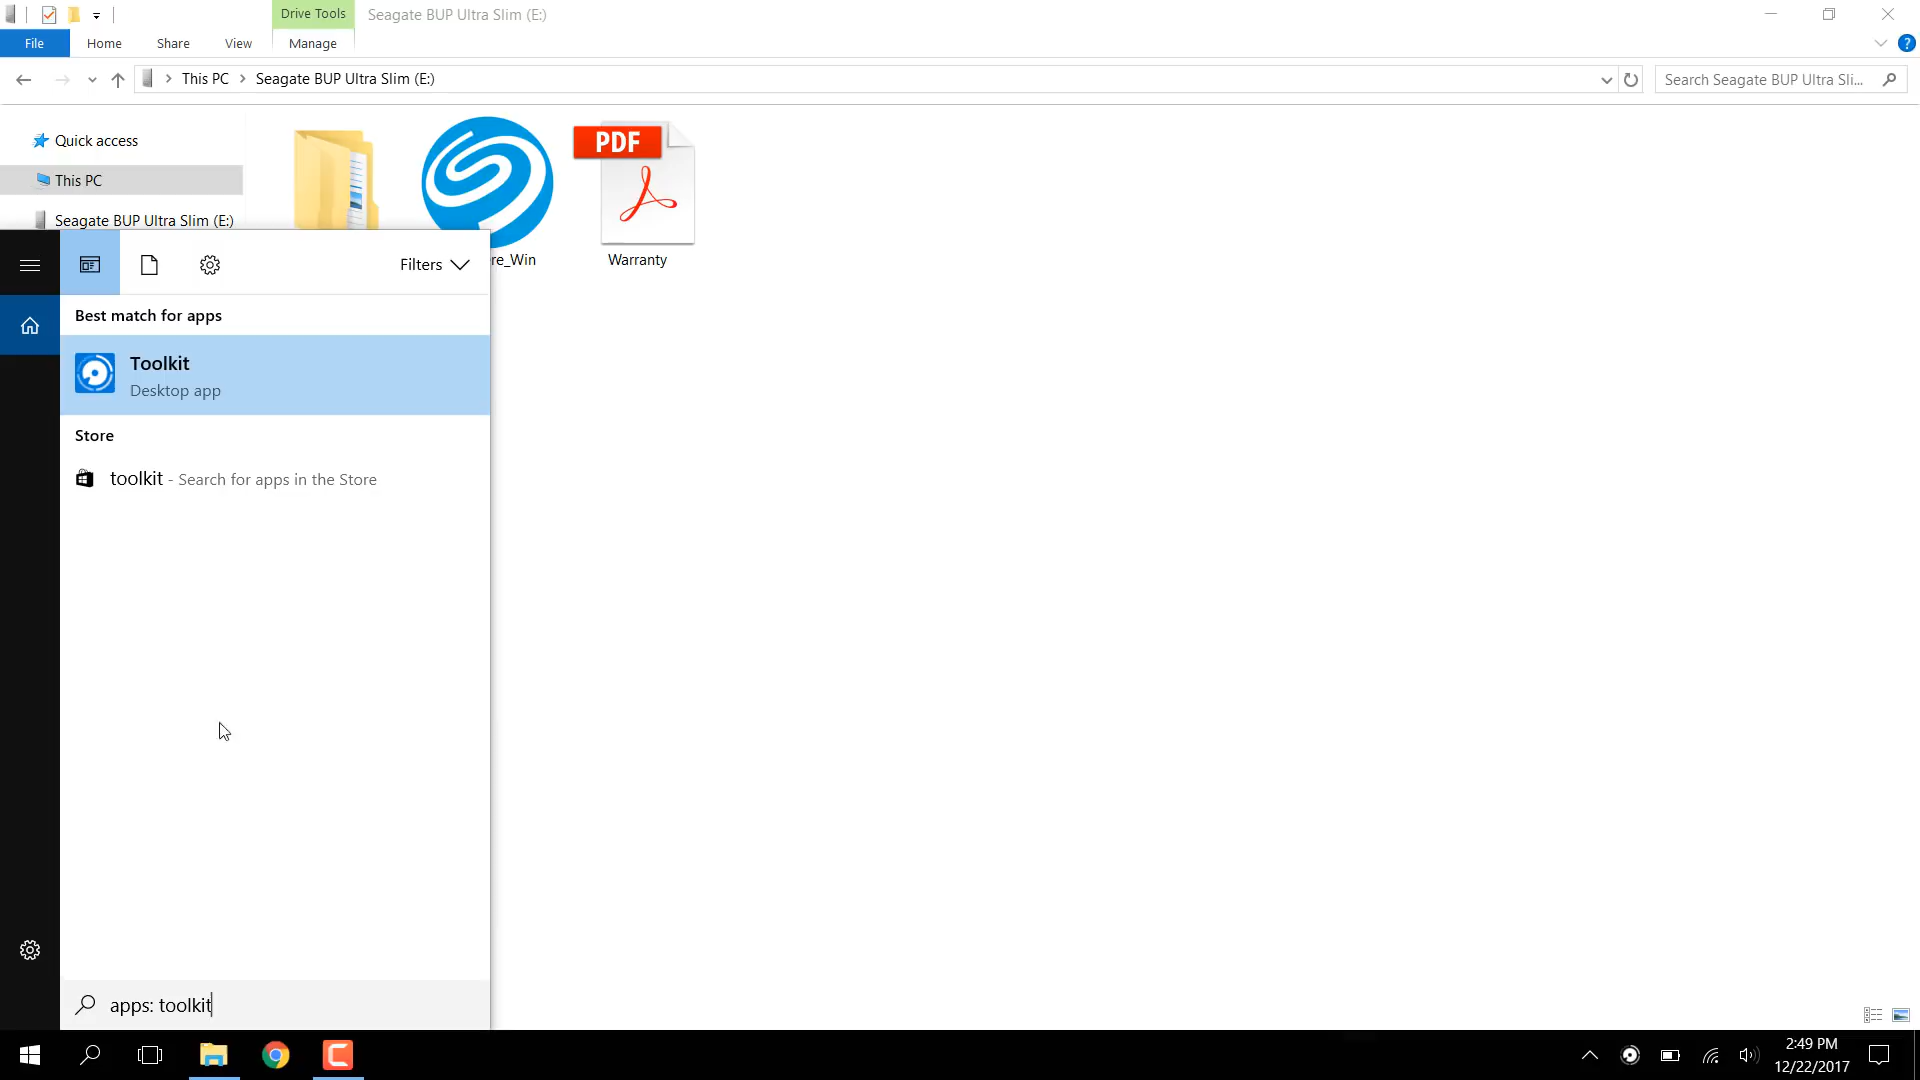 Drive Tools
Seagate BUP Ultra Slim (E:)
File
Home
Share
View
Manage
This PC
Seagate BUP Ultra Slim (E:)
Search Seagate BUP Ultra Sli...
Quick access
This PC
Seagate BUP Ultra Slim (E:)
PDF
re_Win
Warranty
Filters
Best match for apps
Toolkit
Desktop app
Store
toolkit - Search for apps in the Store
apps: toolkit
2:49 PM
12/22/2017